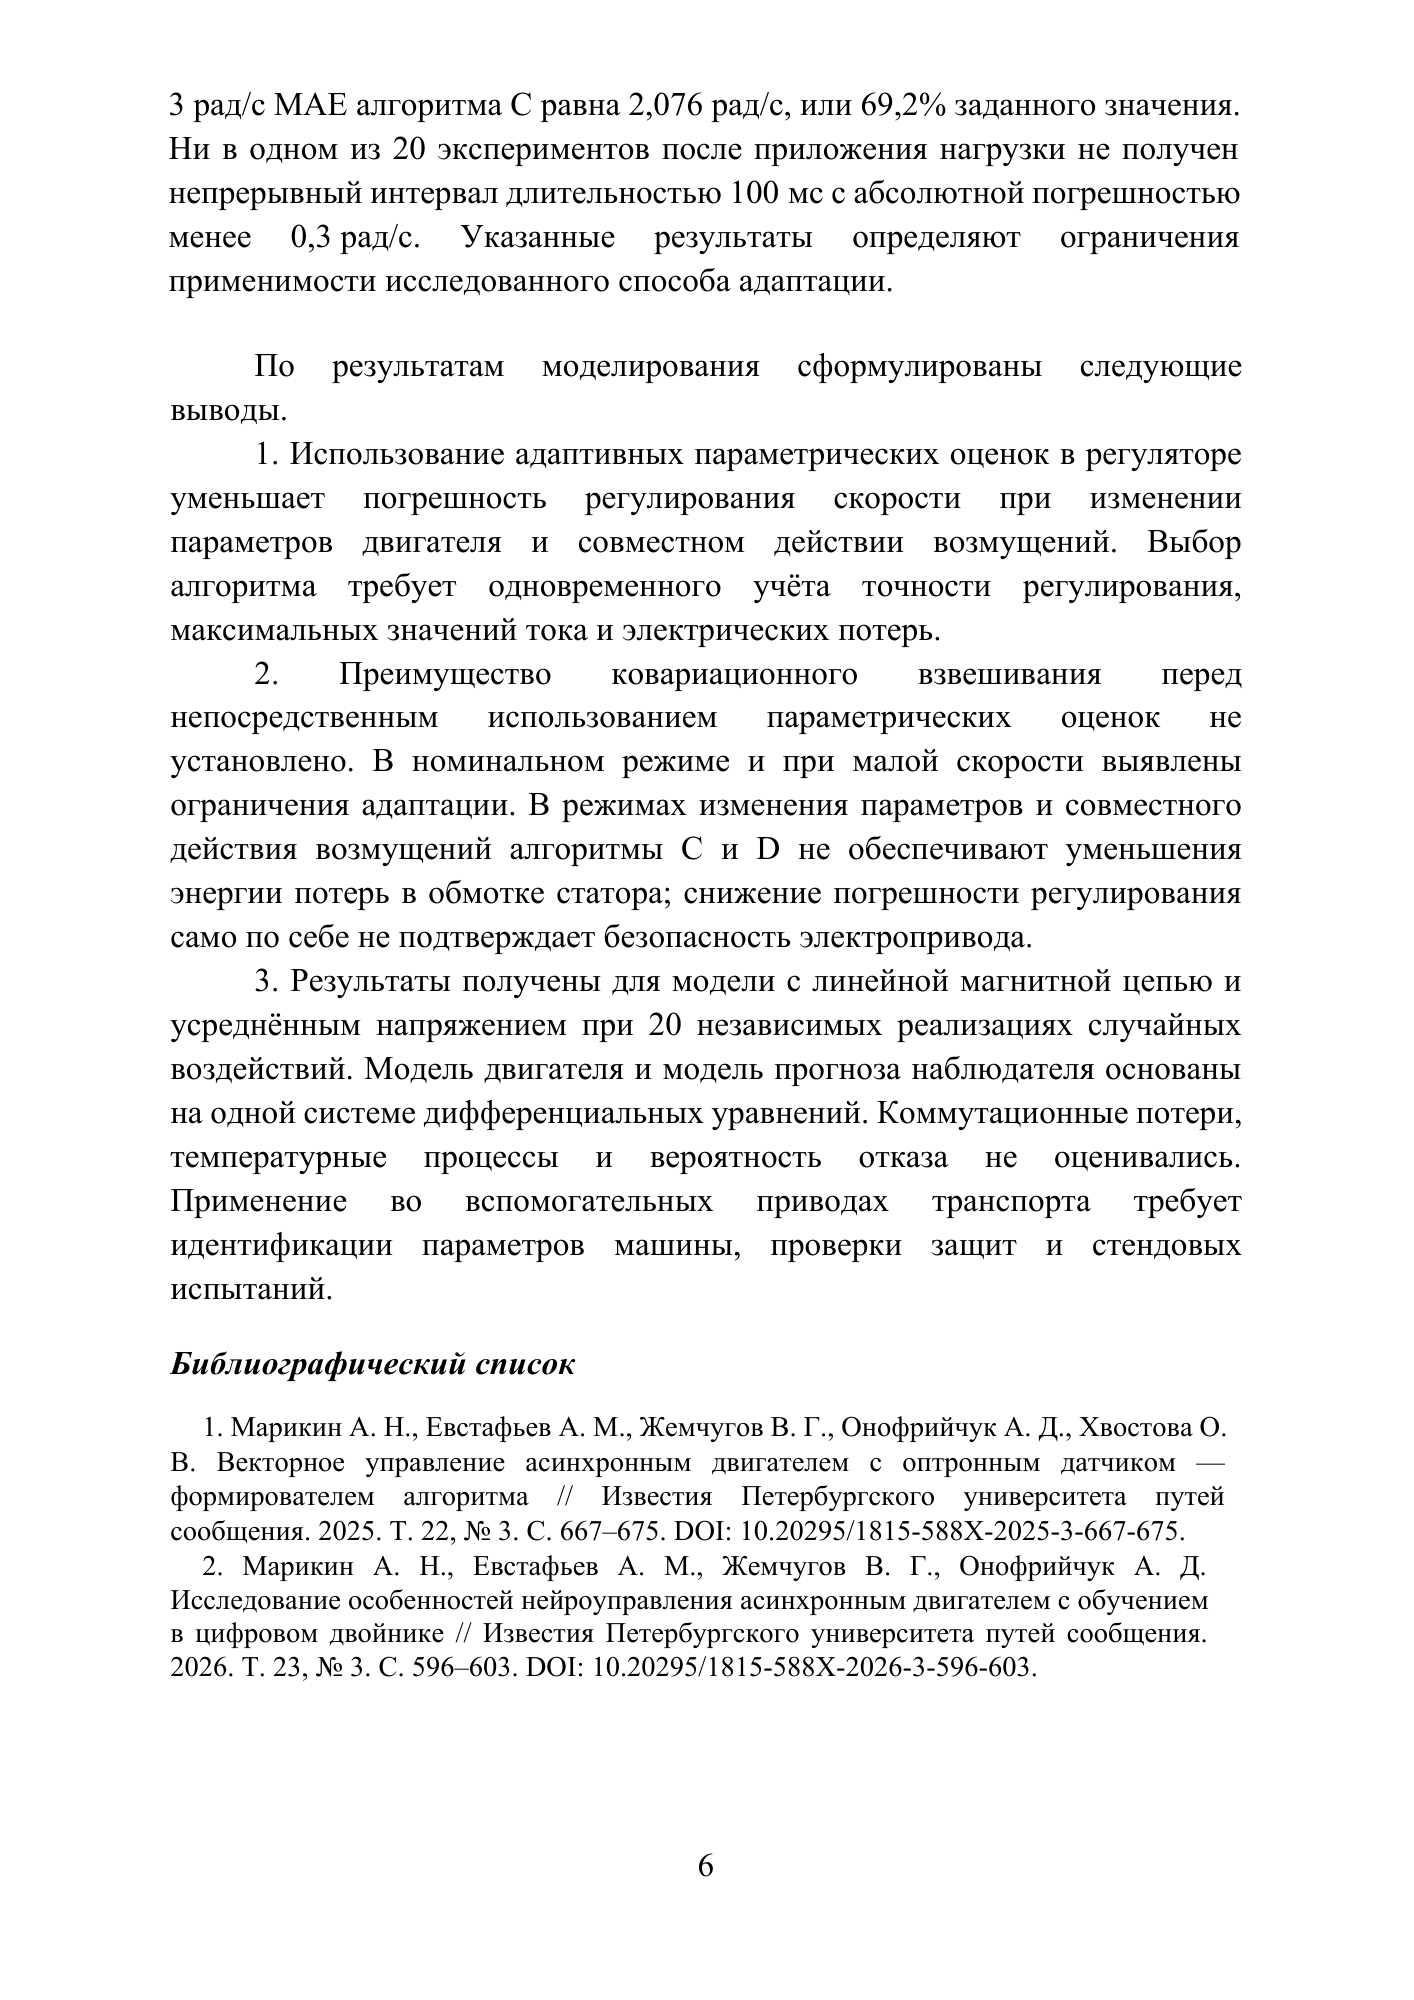 3 рад/с MAE алгоритма C равна 2,076 рад/с, или 69,2% заданного значения.
Ни в одном из 20 экспериментов после приложения нагрузки не получен
непрерывный интервал длительностью 100 мс с абсолютной погрешностью
менее 0,3 рад/с. Указанные результаты определяют ограничения
применимости исследованного способа адаптации.
По результатам моделирования сформулированы следующие
выводы.
1. Использование адаптивных параметрических оценок в регуляторе
уменьшает погрешность регулирования скорости при изменении
параметров двигателя и совместном действии возмущений. Выбор
алгоритма требует одновременного учёта точности регулирования,
максимальных значений тока и электрических потерь.
2. Преимущество ковариационного взвешивания перед
непосредственным использованием параметрических оценок не
установлено. В номинальном режиме и при малой скорости выявлены
ограничения адаптации. В режимах изменения параметров и совместного
действия возмущений алгоритмы C и D не обеспечивают уменьшения
энергии потерь в обмотке статора; снижение погрешности регулирования
само по себе не подтверждает безопасность электропривода.
3. Результаты получены для модели с линейной магнитной цепью и
усреднённым напряжением при 20 независимых реализациях случайных
воздействий. Модель двигателя и модель прогноза наблюдателя основаны
на одной системе дифференциальных уравнений. Коммутационные потери,
температурные процессы и вероятность отказа не оценивались.
Применение во вспомогательных приводах транспорта требует
идентификации параметров машины, проверки защит и стендовых
испытаний.
Библиографический список
1. Марикин А. Н., Евстафьев А. М., Жемчугов В. Г., Онофрийчук А. Д., Хвостова О.
В. Векторное управление асинхронным двигателем с оптронным датчиком —
формирователем алгоритма // Известия Петербургского университета путей
сообщения. 2025. Т. 22, № 3. С. 667–675. DOI: 10.20295/1815-588X-2025-3-667-675.
2. Марикин А. Н., Евстафьев А. М., Жемчугов В. Г., Онофрийчук А. Д.
Исследование особенностей нейроуправления асинхронным двигателем с обучением
в цифровом двойнике // Известия Петербургского университета путей сообщения.
2026. Т. 23, № 3. С. 596–603. DOI: 10.20295/1815-588X-2026-3-596-603.
6